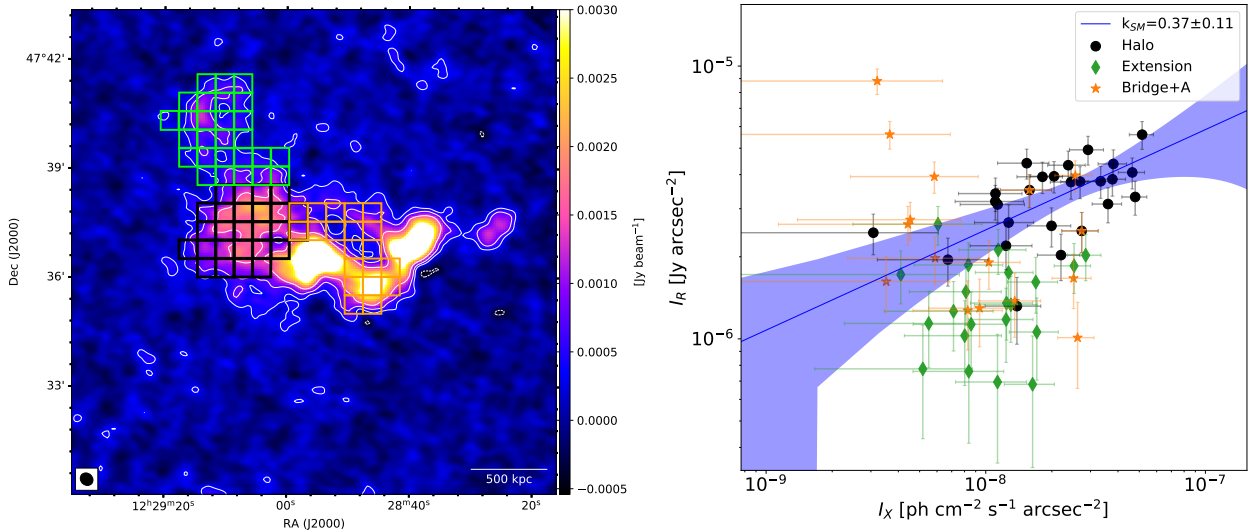 47°42'
39'
36'
33'
Dec (J2000)
12ʰ29ᵐ20ˢ
00ˢ
28ᵐ40ˢ
20ˢ
RA (J2000)
500 kpc
0.0030
0.0025
0.0020
0.0015
0.0010
0.0005
0.0000
−0.0005
[Jy beam⁻¹]
k_SM=0.37±0.11
Halo
Extension
Bridge+A
10⁻⁵
10⁻⁶
I_R [Jy arcsec⁻²]
10⁻⁹
10⁻⁸
10⁻⁷
I_X [ph cm⁻² s⁻¹ arcsec⁻²]